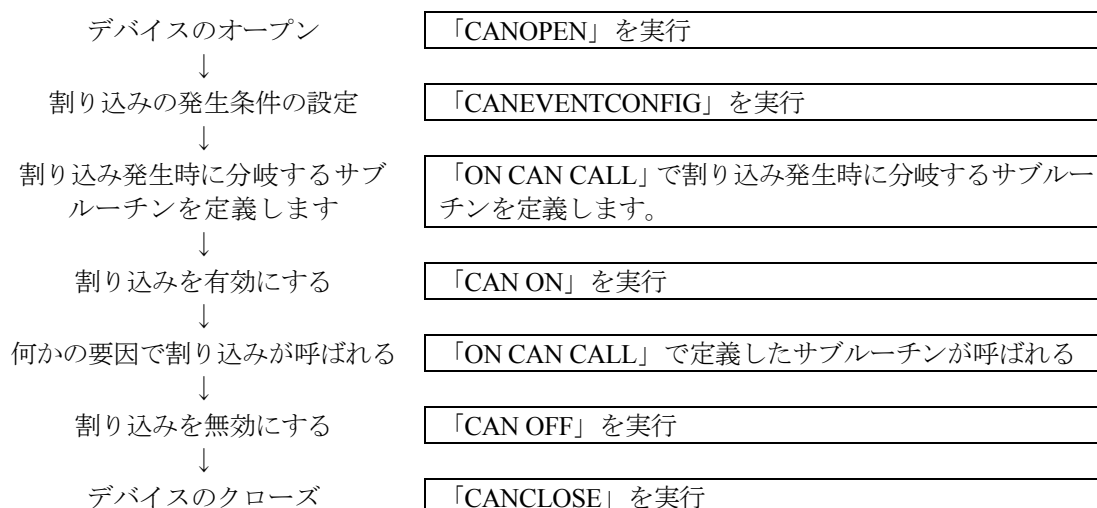 デバイスのオープン
「CANOPEN」を実行
↓
割り込みの発生条件の設定
「CANEVENTCONFIG」を実行
↓
割り込み発生時に分岐するサブ
ルーチンを定義します
「ON CAN CALL」で割り込み発生時に分岐するサブルー
チンを定義します。
↓
割り込みを有効にする
「CAN ON」を実行
↓
何かの要因で割り込みが呼ばれる
「ON CAN CALL」で定義したサブルーチンが呼ばれる
↓
割り込みを無効にする
「CAN OFF」を実行
↓
デバイスのクローズ
「CANCLOSE」を実行